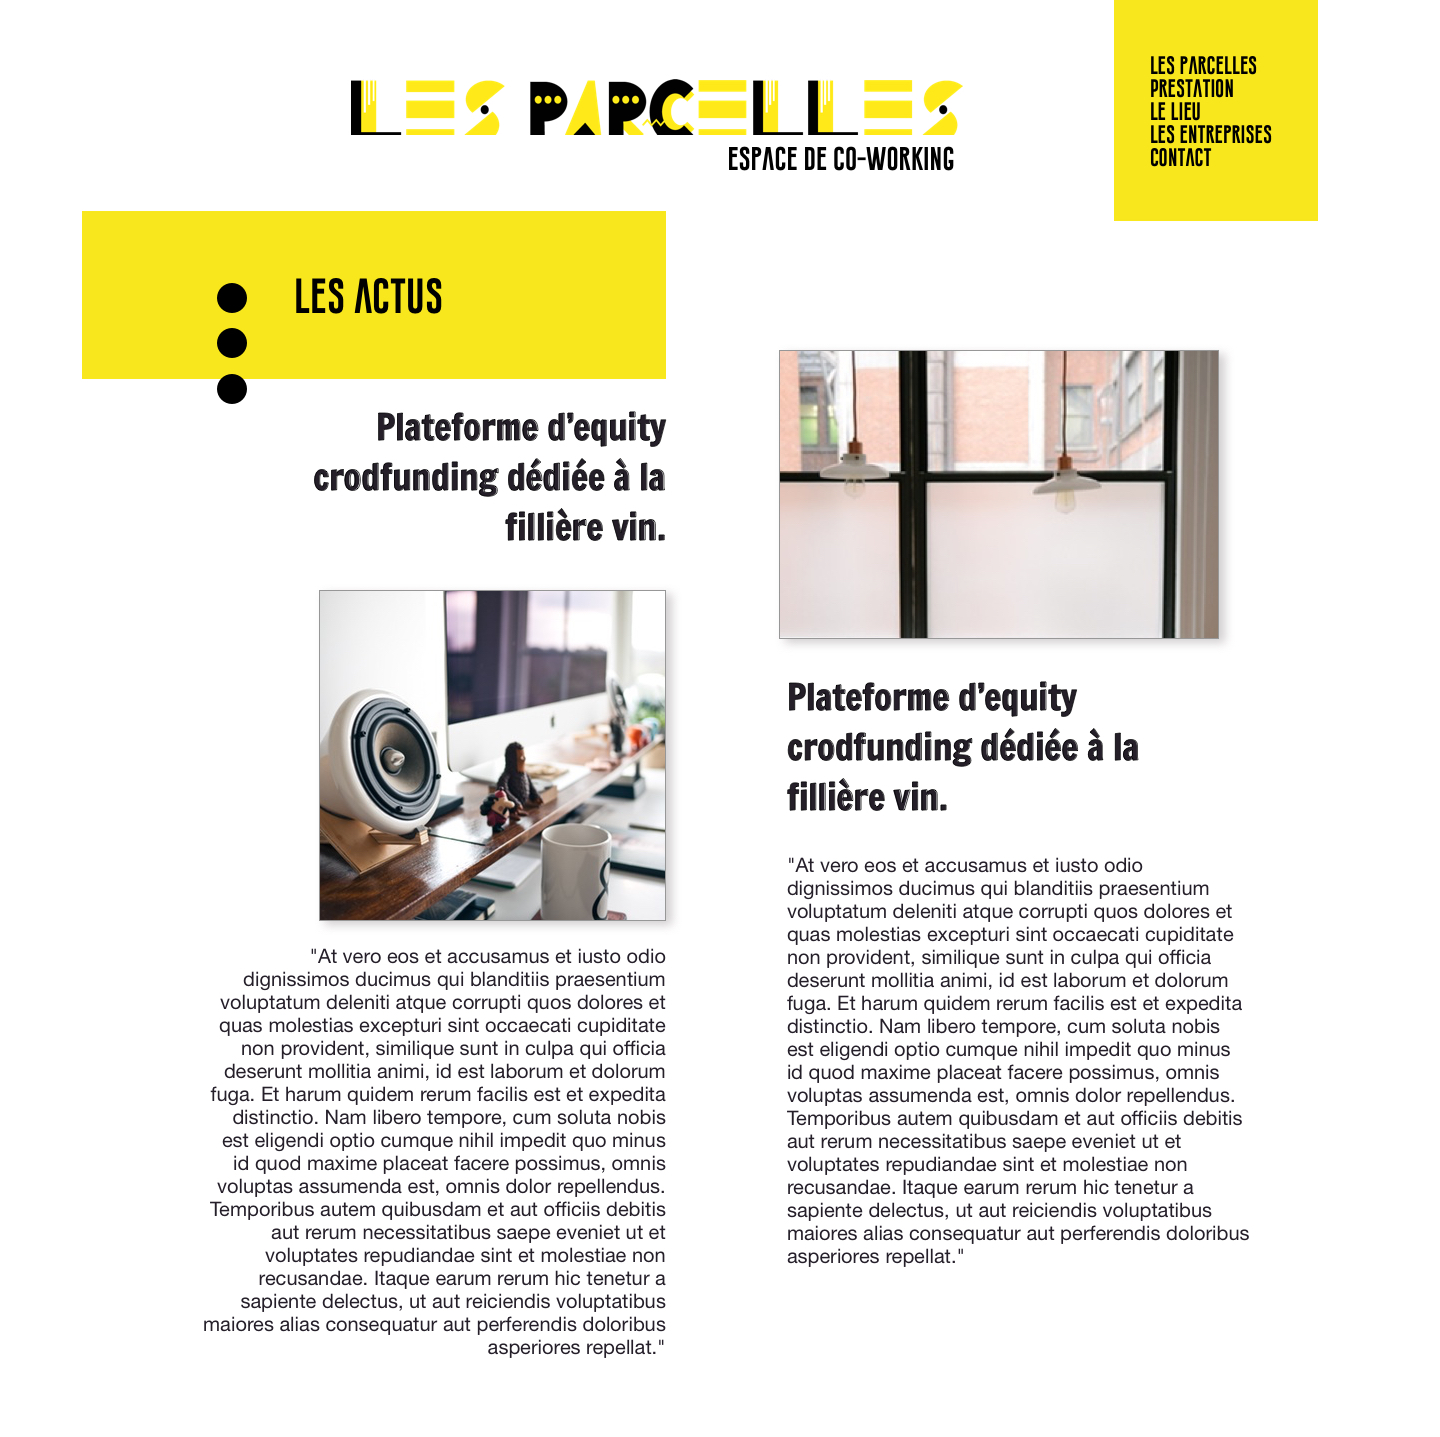 LES PARCELLES
ESPACE DE CO-WORKING
LES PARCELLES
PRESTATION
LE LIEU
LES ENTREPRISES
CONTACT
LES ACTUS
Plateforme d’equity
crodfunding dédiée à la
fillière vin.
"At vero eos et accusamus et iusto odio
dignissimos ducimus qui blanditiis praesentium
voluptatum deleniti atque corrupti quos dolores et
quas molestias excepturi sint occaecati cupiditate
non provident, similique sunt in culpa qui officia
deserunt mollitia animi, id est laborum et dolorum
fuga. Et harum quidem rerum facilis est et expedita
distinctio. Nam libero tempore, cum soluta nobis
est eligendi optio cumque nihil impedit quo minus
id quod maxime placeat facere possimus, omnis
voluptas assumenda est, omnis dolor repellendus.
Temporibus autem quibusdam et aut officiis debitis
aut rerum necessitatibus saepe eveniet ut et
voluptates repudiandae sint et molestiae non
recusandae. Itaque earum rerum hic tenetur a
sapiente delectus, ut aut reiciendis voluptatibus
maiores alias consequatur aut perferendis doloribus
asperiores repellat."
Plateforme d’equity
crodfunding dédiée à la
fillière vin.
"At vero eos et accusamus et iusto odio
dignissimos ducimus qui blanditiis praesentium
voluptatum deleniti atque corrupti quos dolores et
quas molestias excepturi sint occaecati cupiditate
non provident, similique sunt in culpa qui officia
deserunt mollitia animi, id est laborum et dolorum
fuga. Et harum quidem rerum facilis est et expedita
distinctio. Nam libero tempore, cum soluta nobis
est eligendi optio cumque nihil impedit quo minus
id quod maxime placeat facere possimus, omnis
voluptas assumenda est, omnis dolor repellendus.
Temporibus autem quibusdam et aut officiis debitis
aut rerum necessitatibus saepe eveniet ut et
voluptates repudiandae sint et molestiae non
recusandae. Itaque earum rerum hic tenetur a
sapiente delectus, ut aut reiciendis voluptatibus
maiores alias consequatur aut perferendis doloribus
asperiores repellat."